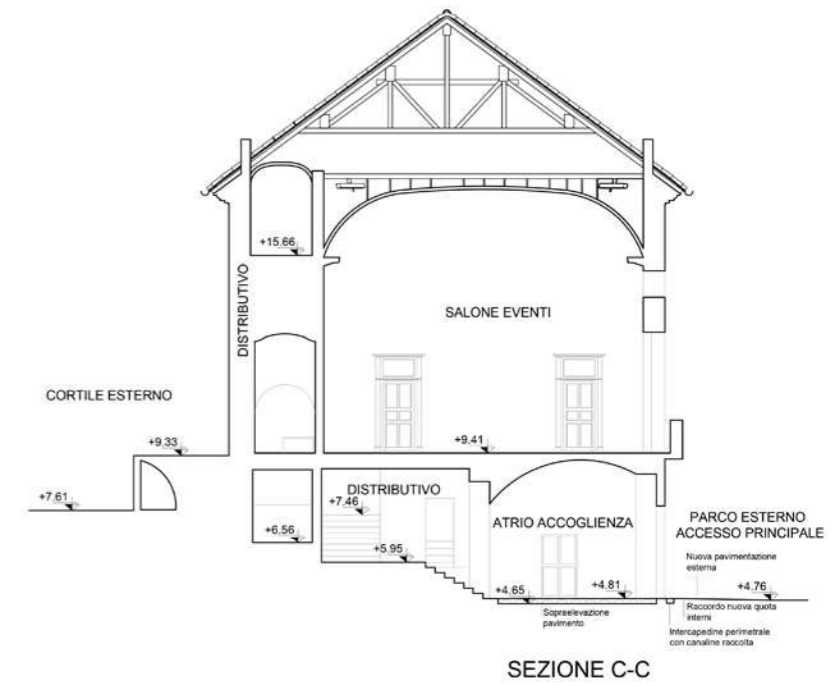 +15.66
DISTRIBUTIVO
SALONE EVENTI
CORTILE ESTERNO
+9.33
+9.41
+7.61
DISTRIBUTIVO
+7.46
+6.56
+5.95
ATRIO ACCOGLIENZA
PARCO ESTERNO
ACCESSO PRINCIPALE
Nuova pavimentazione
esterna
+4.65
+4.81
+4.76
Sopraelevazione
pavimento
Raccordo nuova quota
interni
Intercapedine perimetrale
con canaline raccolta
SEZIONE C-C